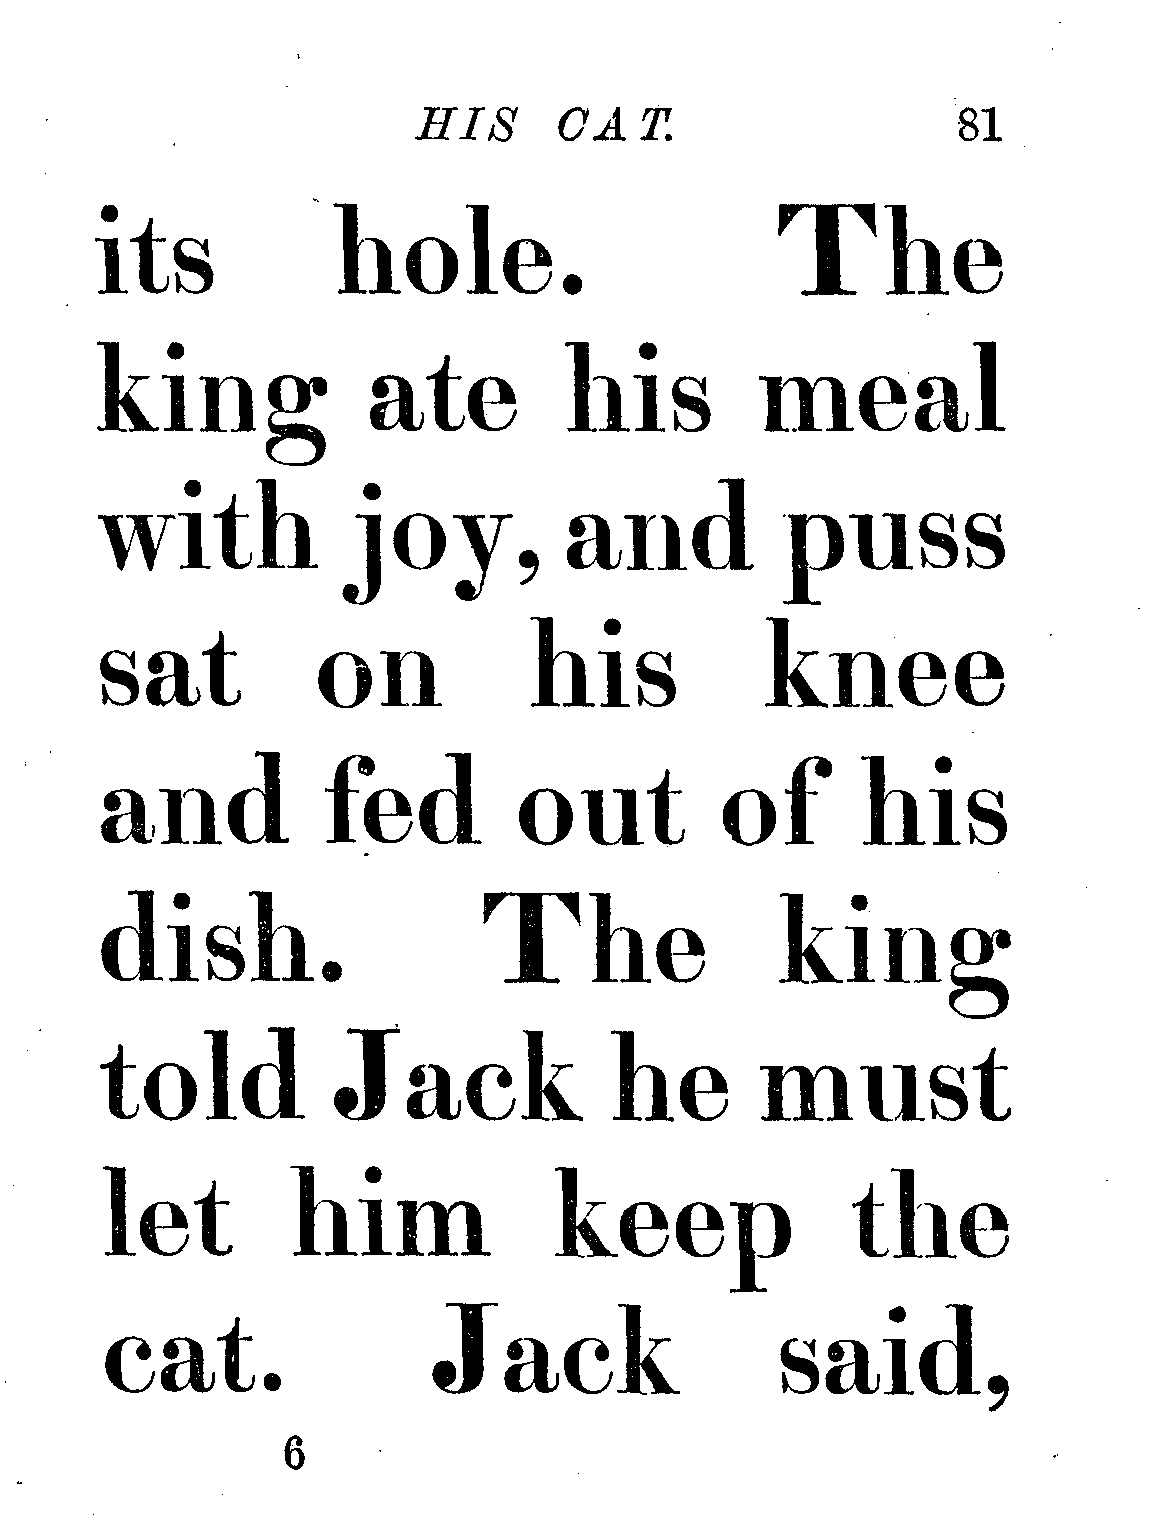 HIS CAT. 81
its hole. The
king ate his meal
with joy, and puss
sat on his knee
and fed out of his
dish. The king
told Jack he must
let him keep the
cat. Jack said,
6